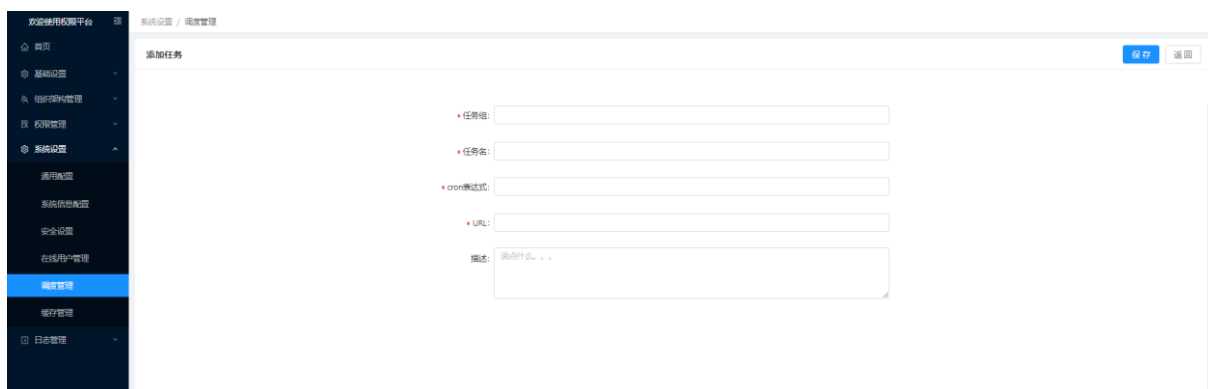 欢迎使用权限平台
系统设置 / 调度管理
首页
添加任务
保存
返回
基础设置
组织架构管理
权限管理
系统设置
通用配置
系统信息配置
安全设置
在线用户管理
调度管理
缓存管理
日志管理
* 任务组:
* 任务名:
* cron表达式:
* URL:
描述:
说点什么。。。